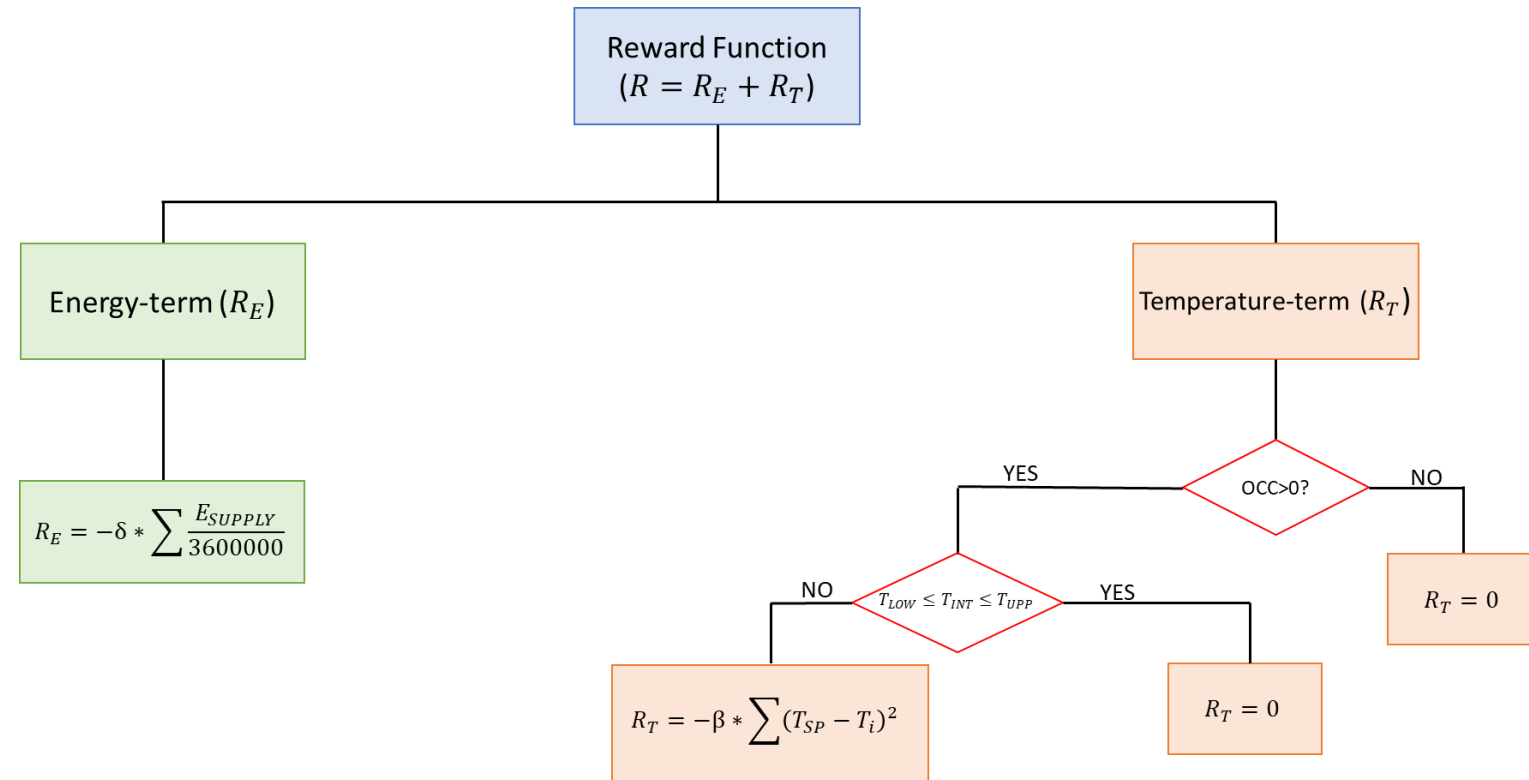 Reward Function
(R = R_E + R_T)
Energy-term (R_E)
Temperature-term (R_T)
R_E = −δ * ∑ E_SUPPLY / 3600000
OCC>0?
YES
NO
T_LOW ≤ T_INT ≤ T_UPP
NO
YES
R_T = 0
R_T = −β * ∑(T_SP − T_i)²
R_T = 0